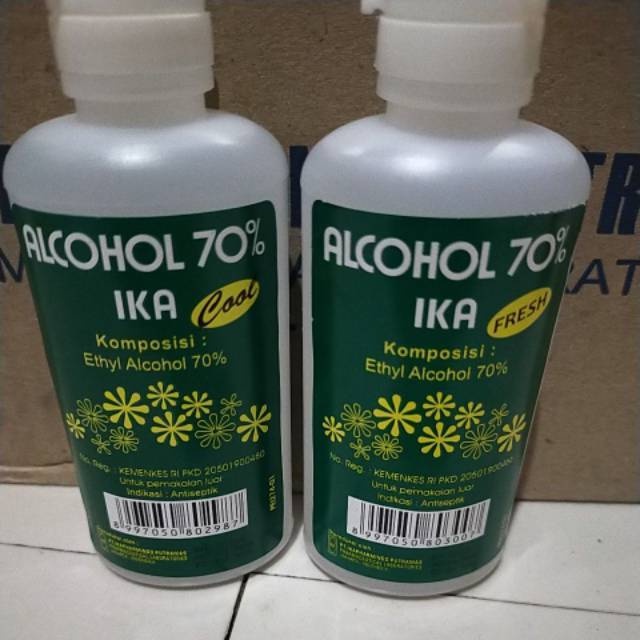 ALCOHOL 70%
IKA Cool
Komposisi :
Ethyl Alcohol 70%
No. Reg. : KEMENKES RI PKD 20501900460
Untuk pemakaian luar
Indikasi : Antiseptik
8 997050 802987
ALCOHOL 70%
IKA FRESH
Komposisi :
Ethyl Alcohol 70%
No. Reg. : KEMENKES RI PKD 20501900460
Untuk pemakaian luar
Indikasi : Antiseptik
8 997050 803007